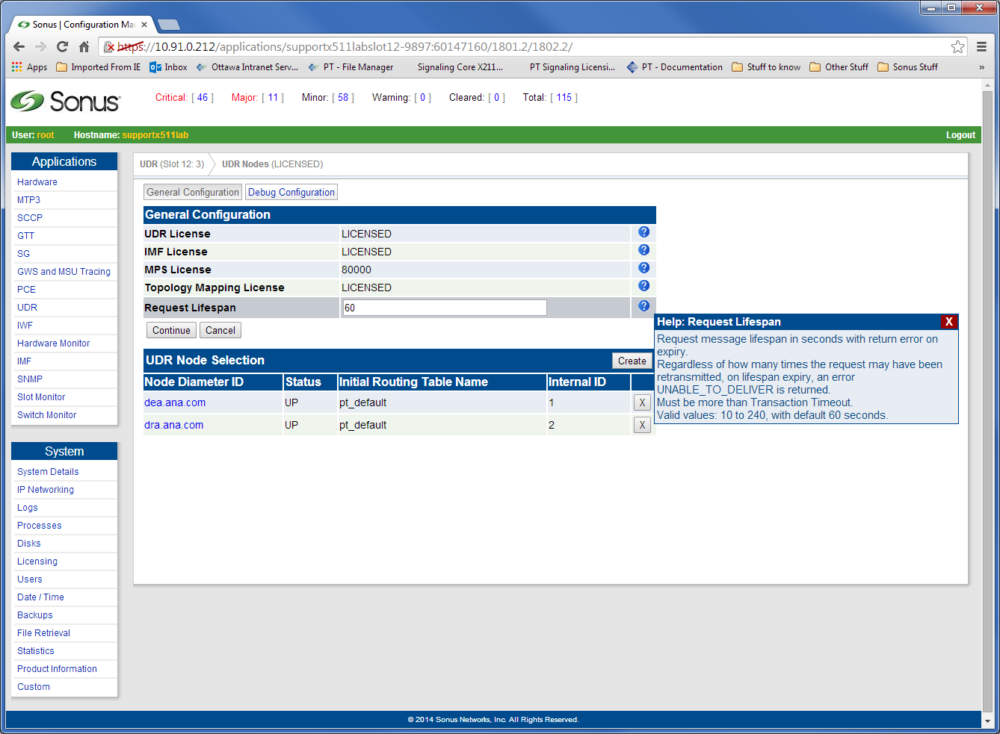 Sonus | Configuration Ma
https://10.91.0.212/applications/supportx511labslot12-9897:60147160/1801.2/1802.2/
Apps Imported From IE Inbox Ottawa Intranet Serv... PT - File Manager Signaling Core X211... PT Signaling Licensi... PT - Documentation Stuff to know Other Stuff Sonus Stuff »
Sonus
Critical: [ 46 ] Major: [ 11 ] Minor: [ 58 ] Warning: [ 0 ] Cleared: [ 0 ] Total: [ 115 ]
User: root Hostname: supportx511lab Logout
Applications
Hardware
MTP3
SCCP
GTT
SG
GWS and MSU Tracing
PCE
UDR
IWF
Hardware Monitor
IMF
SNMP
Slot Monitor
Switch Monitor
System
System Details
IP Networking
Logs
Processes
Disks
Licensing
Users
Date / Time
Backups
File Retrieval
Statistics
Product Information
Custom
UDR (Slot 12: 3) UDR Nodes (LICENSED)
General Configuration Debug Configuration
General Configuration
UDR License LICENSED ?
IMF License LICENSED ?
MPS License 80000 ?
Topology Mapping License LICENSED ?
Request Lifespan 60 ?
Continue Cancel
Help: Request Lifespan X
Request message lifespan in seconds with return error on
expiry.
Regardless of how many times the request may have been
retransmitted, on lifespan expiry, an error
UNABLE_TO_DELIVER is returned.
Must be more than Transaction Timeout.
Valid values: 10 to 240, with default 60 seconds.
UDR Node Selection Create
Node Diameter ID Status Initial Routing Table Name Internal ID
dea.ana.com UP pt_default 1 X
dra.ana.com UP pt_default 2 X
© 2014 Sonus Networks, Inc. All Rights Reserved.